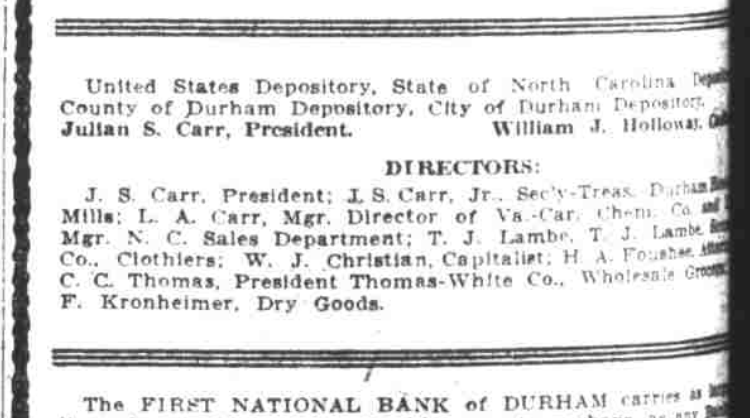 United States Depository, State of North Carolina
County of Durham Depository, City of Durham Depository,
Julian S. Carr, President. William J. Holloway,
DIRECTORS:
J. S. Carr, President; J. S. Carr, Jr., Sec'y-Treas. Durham
Mills; L. A. Carr, Mgr. Director of Va.-Car. Chem. Co. and
Mgr. N. C. Sales Department; T. J. Lambe, T. J. Lambe
Co., Clothiers; W. J. Christian, Capitalist; H. A. Foushee,
C. C. Thomas, President Thomas-White Co., Wholesale
F. Kronheimer, Dry Goods.
The FIRST NATIONAL BANK of DURHAM carries as
as any